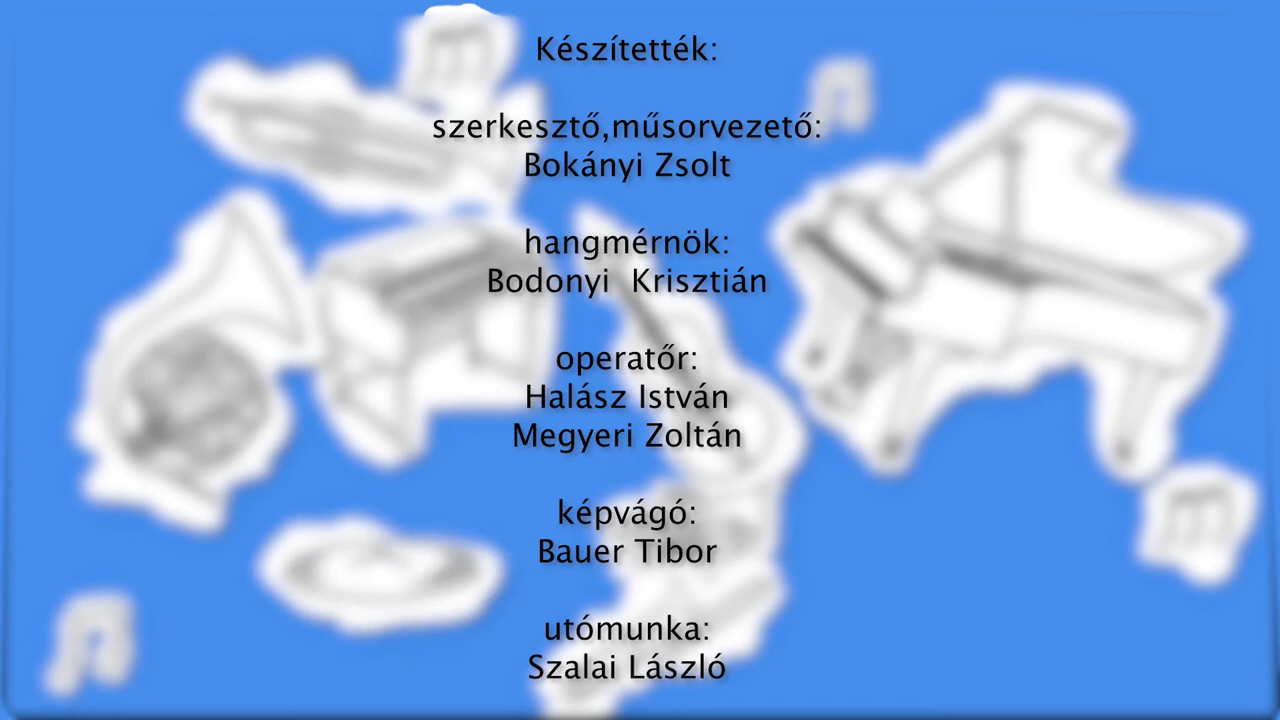 Készítették:
szerkesztő,műsorvezető:
Bokányi Zsolt
hangmérnök:
Bodonyi  Krisztián
operatőr:
Halász István
Megyeri Zoltán
képvágó:
Bauer Tibor
utómunka:
Szalai László